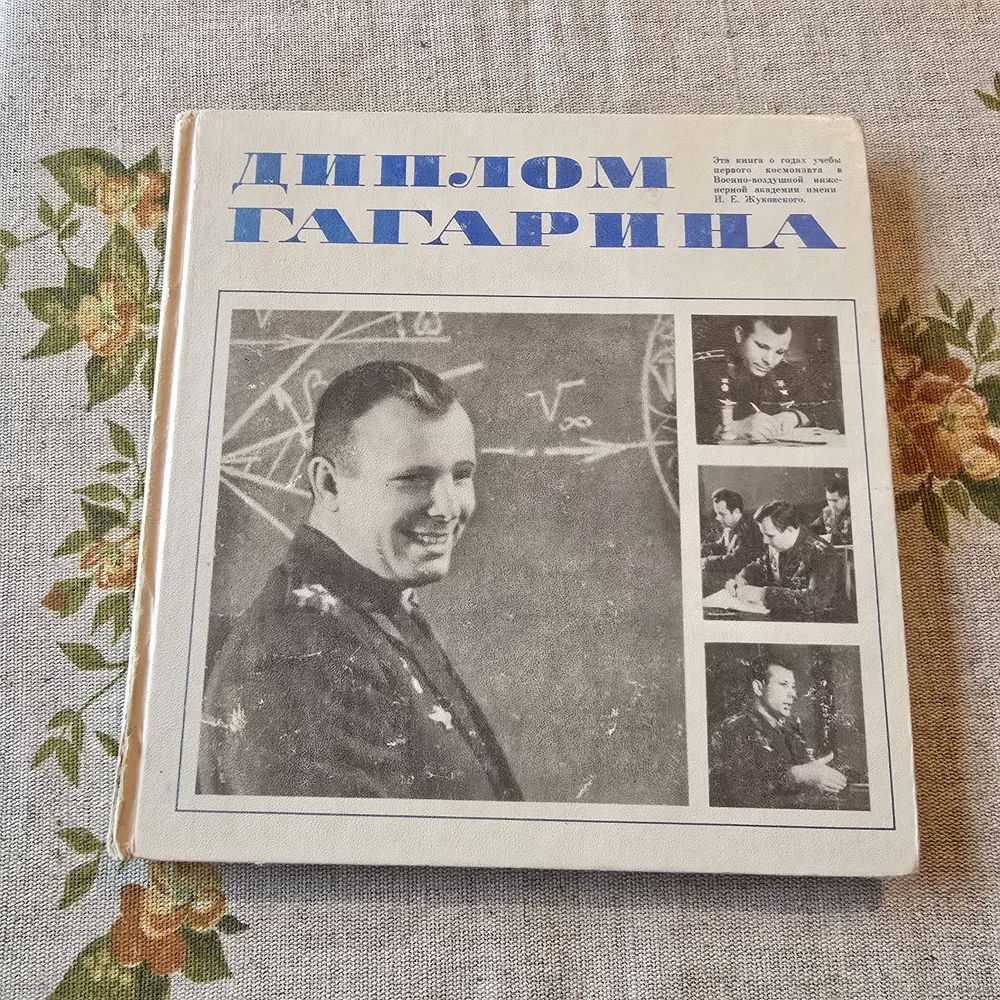 ДИПЛОМ
ГАГАРИНА
Эта книга о годах учебы
первого космонавта в
Военно-воздушной инже-
нерной академии имени
Н. Е. Жуковского.
ω
β
V∞